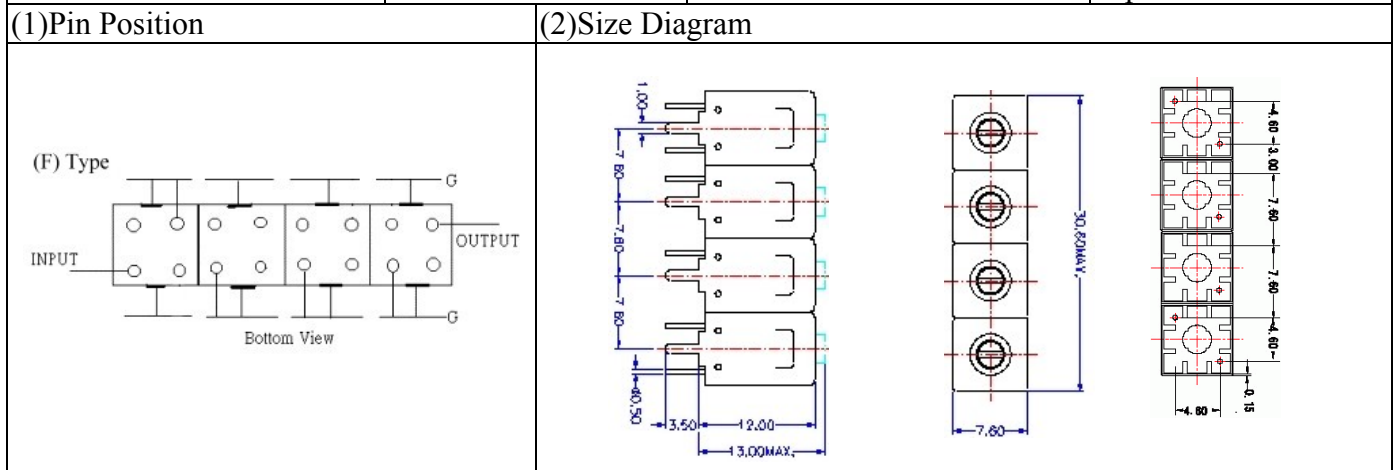 (1)Pin Position
(2)Size Diagram
(F) Type
G
INPUT
OUTPUT
G
Bottom View
1.00
7.80
7.80
7.80
Φ0.50
3.50
12.00
13.00MAX,
30.80MAX,
7.60
4.60
3.00
7.60
7.60
4.60
4.60
0.15